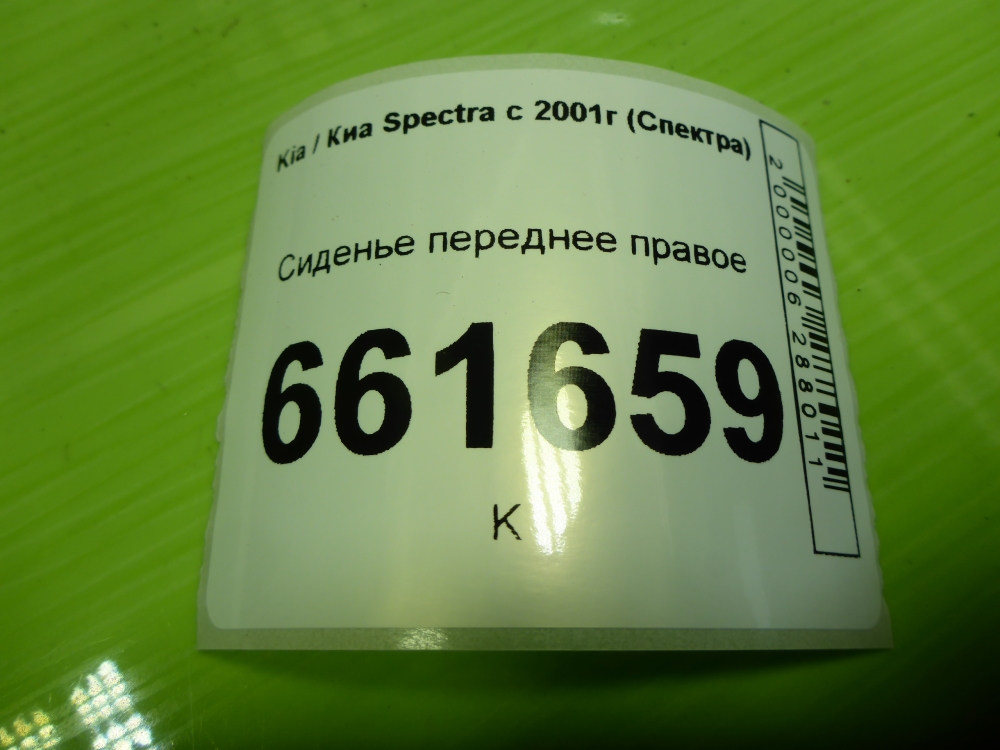 Kia / Киа Spectra с 2001г (Спектра)
Сиденье переднее правое
661659
К
2000006288011